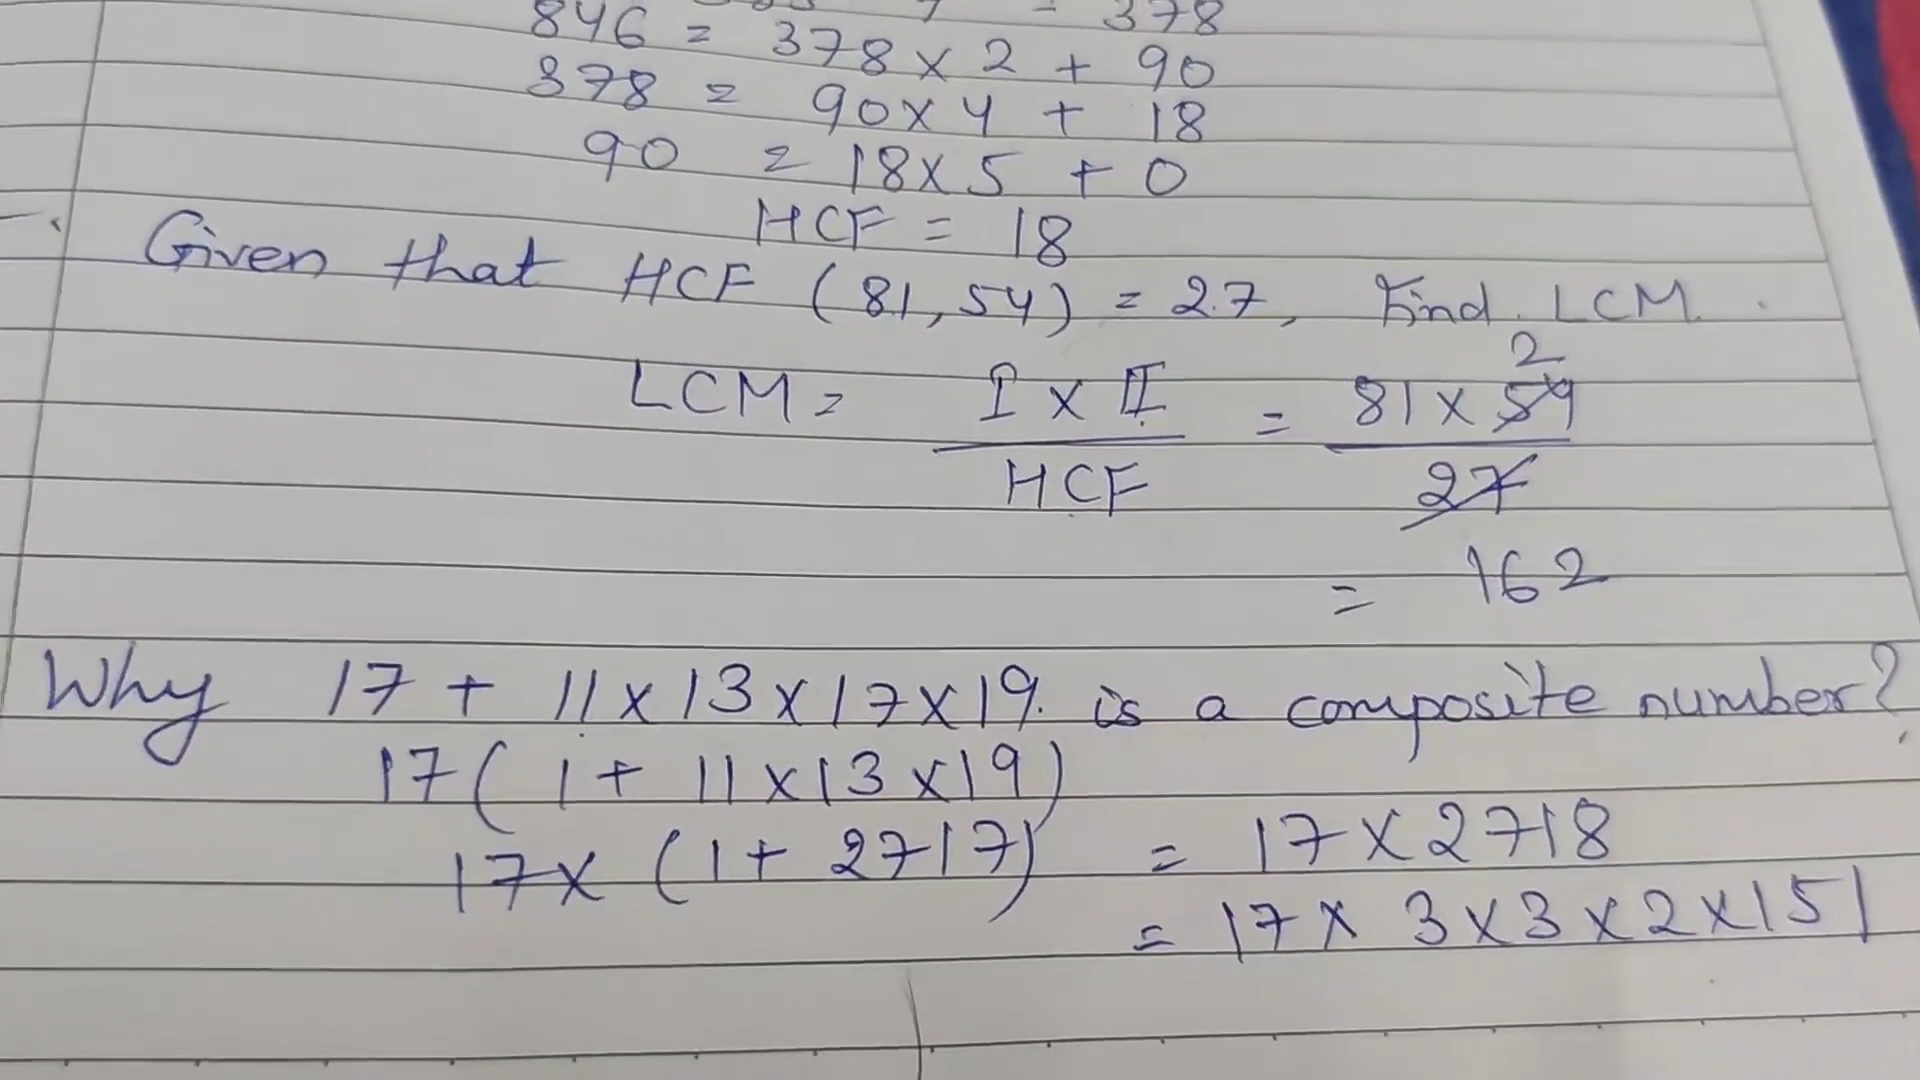 = 378
846 = 378 × 2 + 90
378 = 90 × 4 + 18
90 = 18 × 5 + 0
HCF = 18
Given that HCF (81, 54) = 27, Find LCM.
LCM = I × II / HCF = 81 × 54 / 27
2
= 162
Why 17 + 11 × 13 × 17 × 19 is a composite number?
17 ( 1 + 11 × 13 × 19 )
17 × ( 1 + 2717 ) = 17 × 2718
= 17 × 3 × 3 × 2 × 151